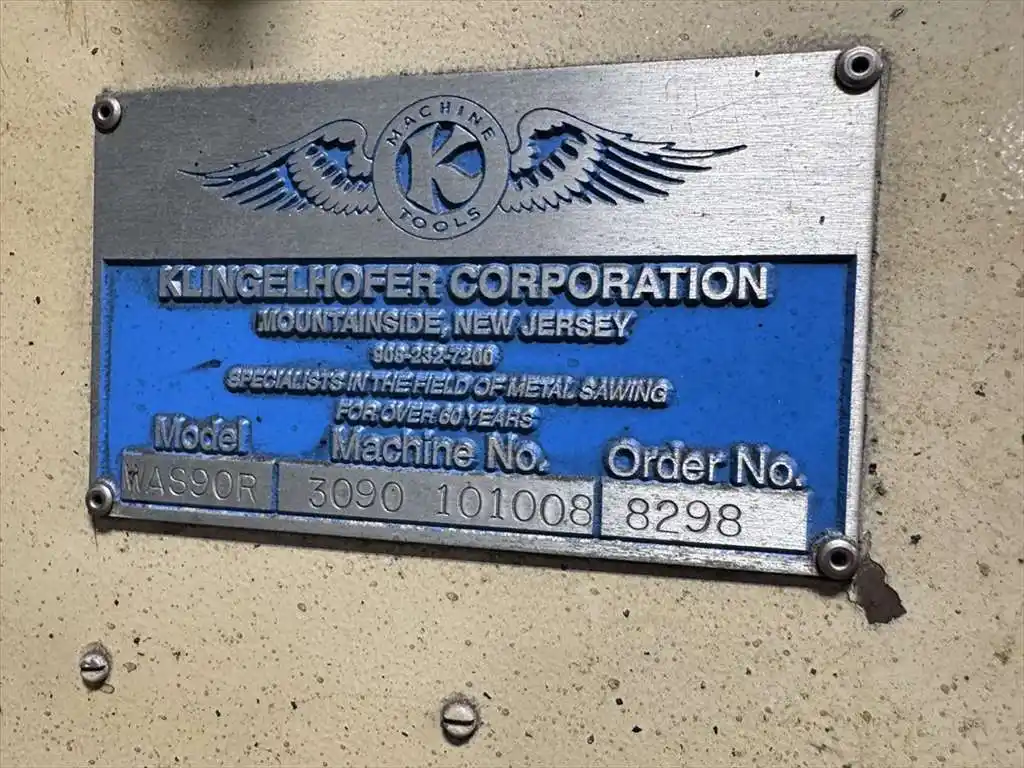 MACHINE
K
TOOLS
KLINGELHOFER CORPORATION
MOUNTAINSIDE, NEW JERSEY
908-232-7200
SPECIALISTS IN THE FIELD OF METAL SAWING
FOR OVER 60 YEARS
Model Machine No. Order No.
WAS90R 3090 101008 8298